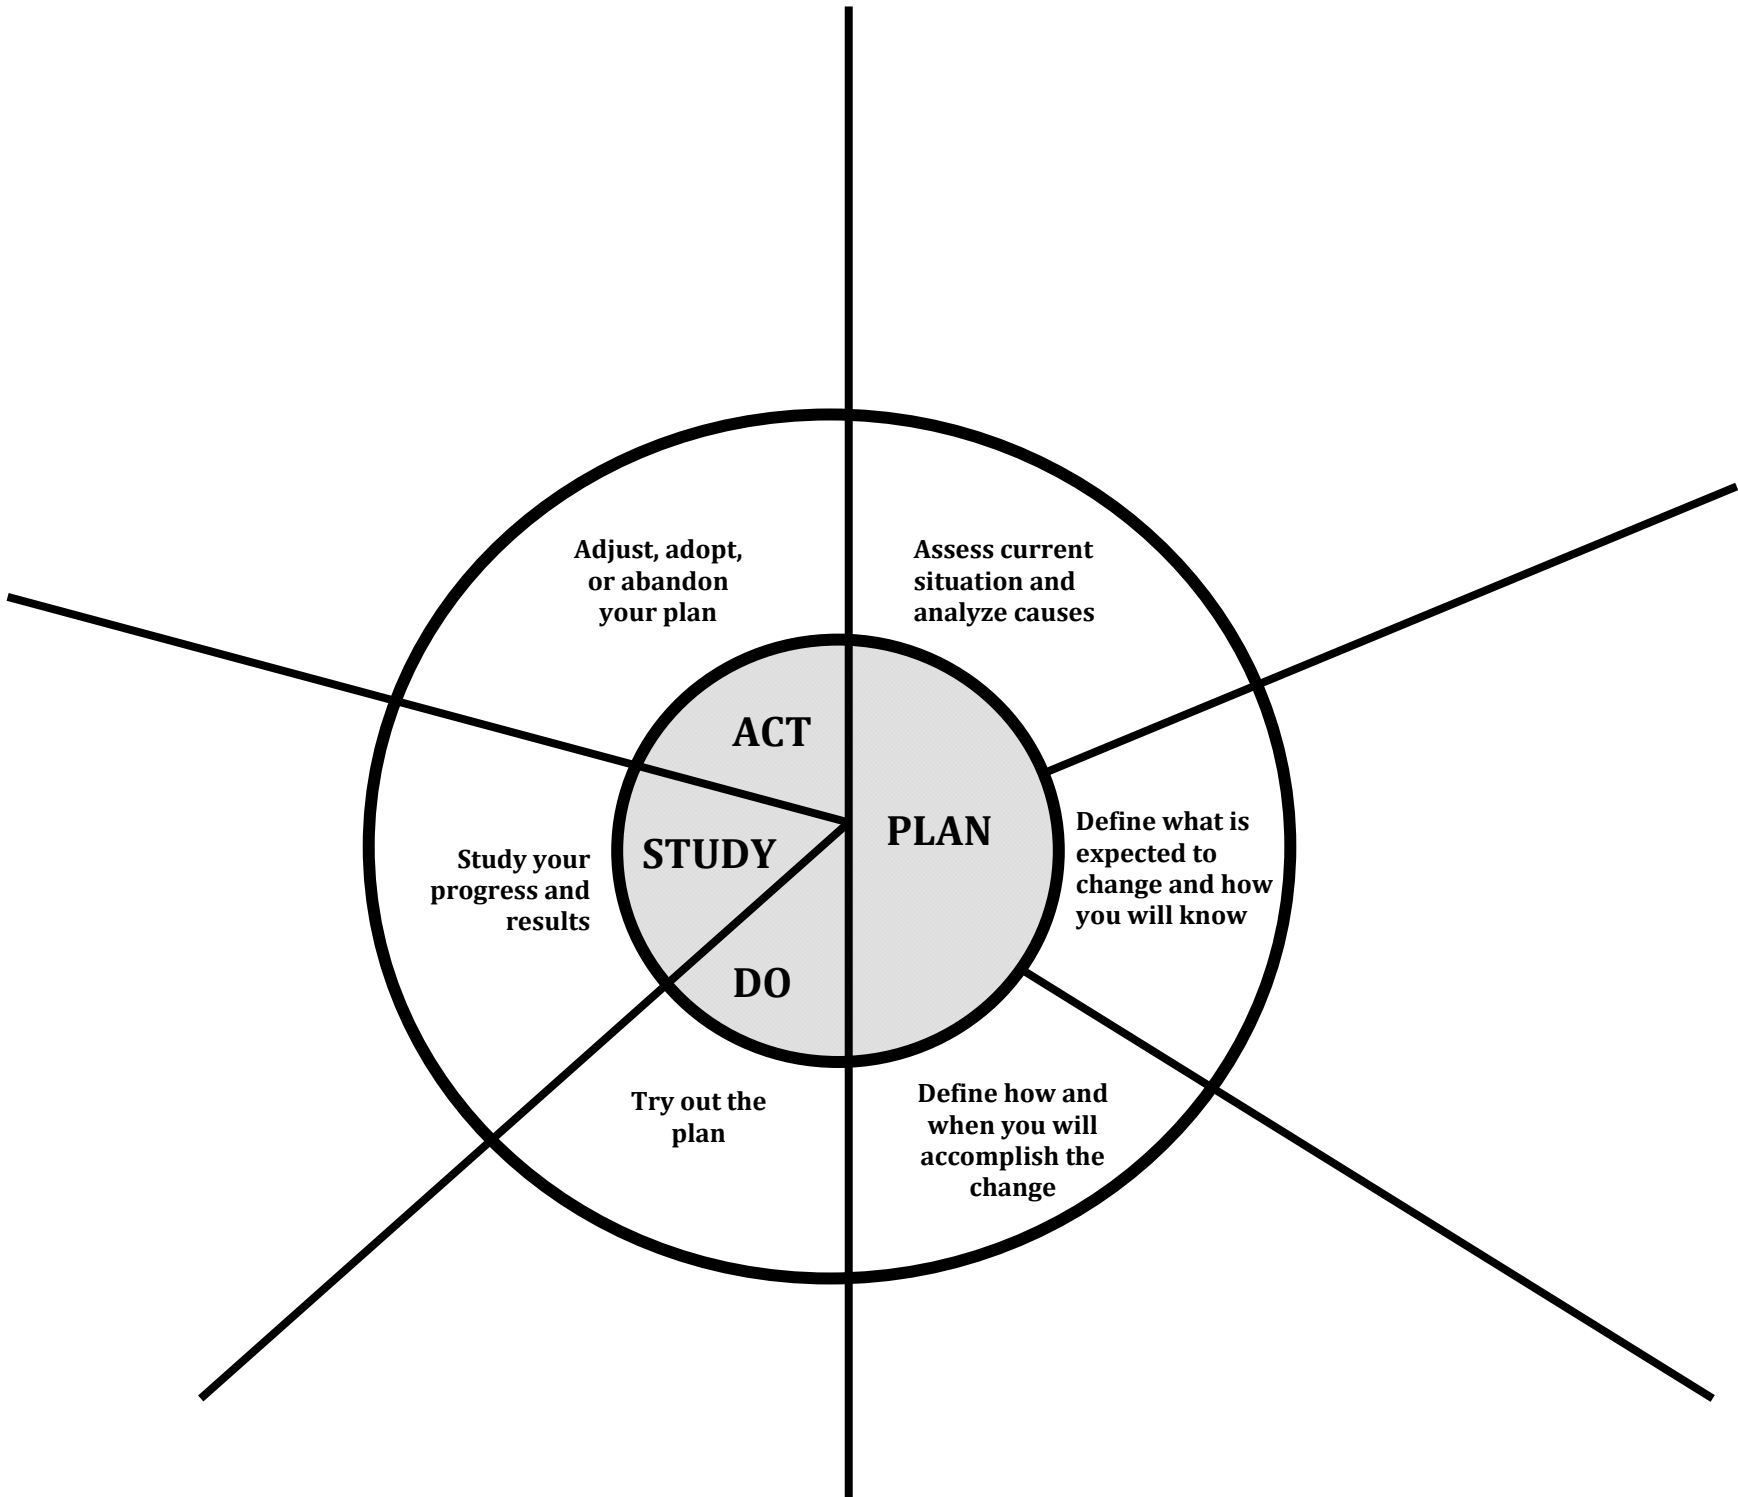 Adjust, adopt,
or abandon
your plan
Assess current
situation and
analyze causes
ACT
PLAN
STUDY
DO
Define what is
expected to
change and how
you will know
Study your
progress and
results
Try out the
plan
Define how and
when you will
accomplish the
change